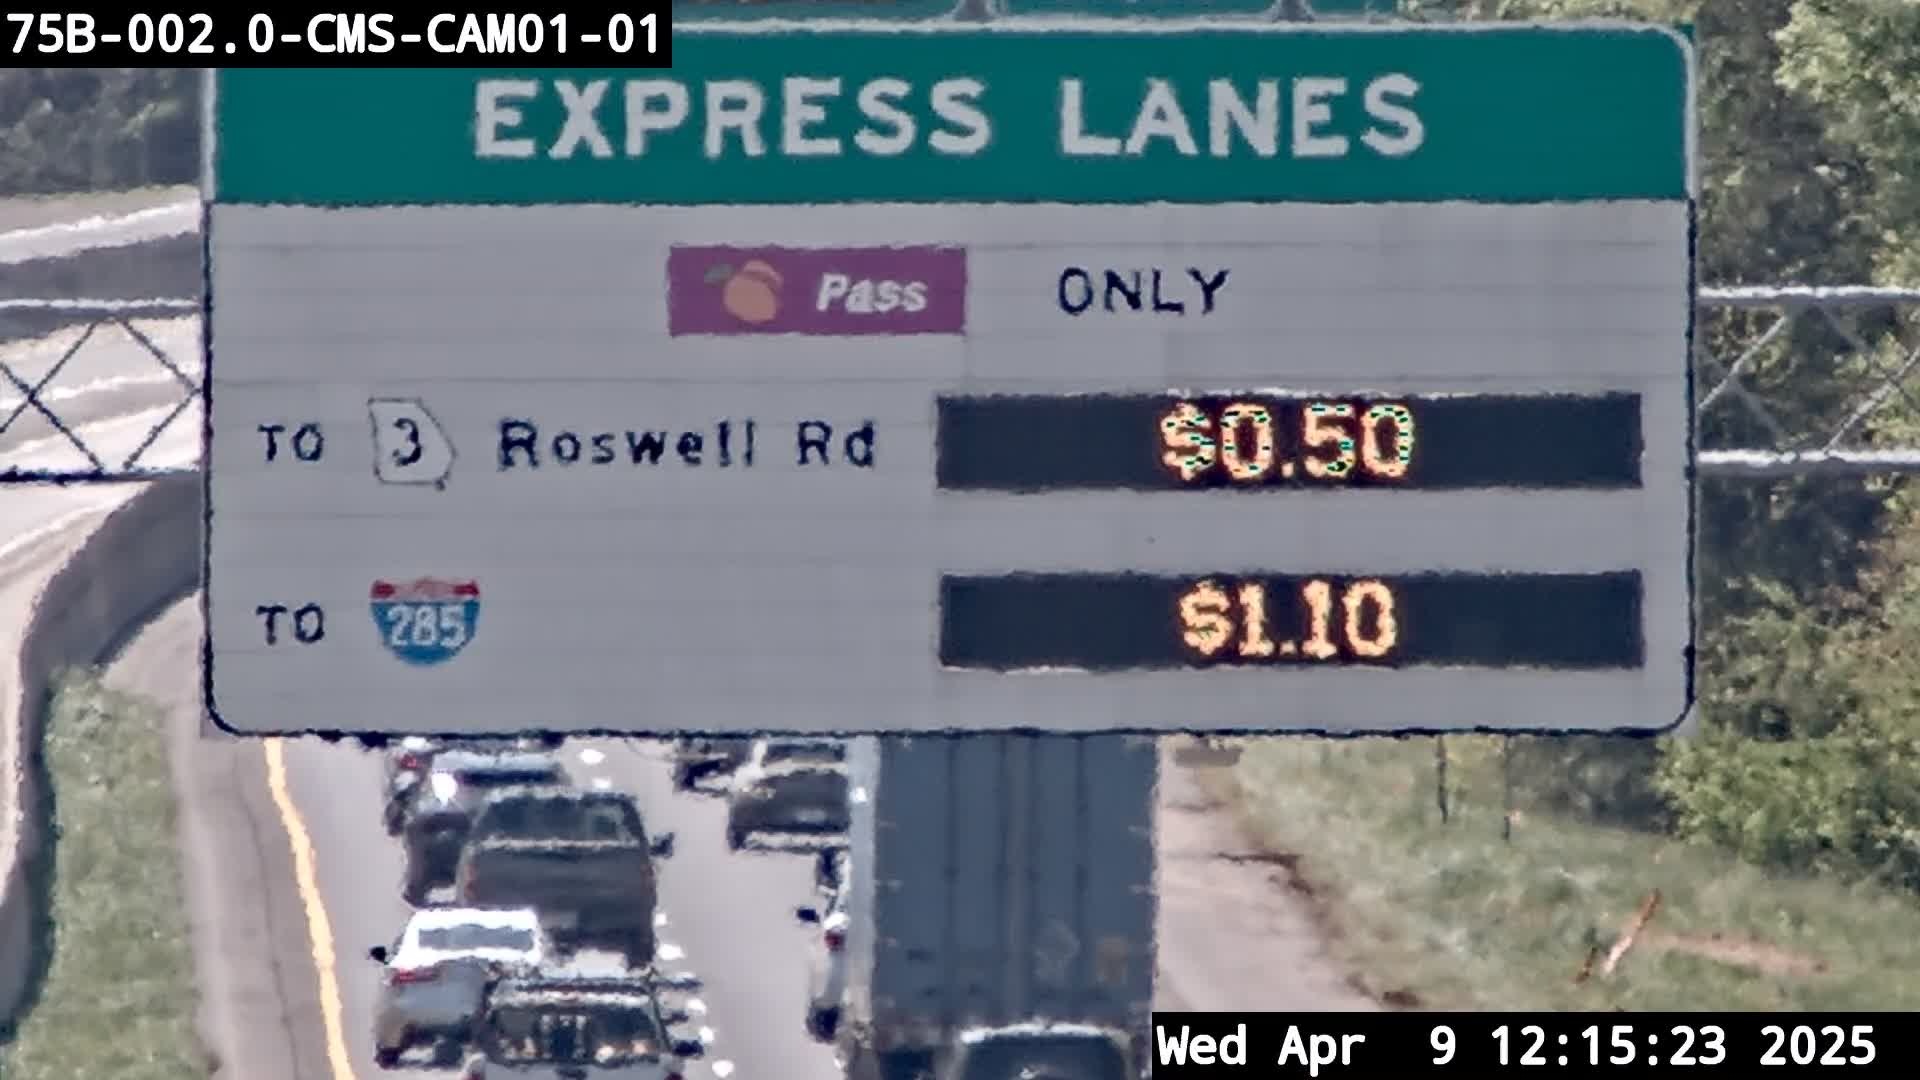 75B-002.0-CMS-CAM01-01
EXPRESS LANES
Pass ONLY
TO 3 Roswell Rd $0.50
TO 285 $1.10
Wed Apr 9 12:15:23 2025